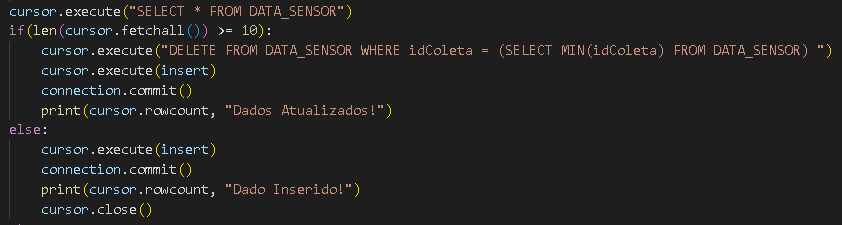 cursor.execute("SELECT * FROM DATA_SENSOR")
if(len(cursor.fetchall()) >= 10):
    cursor.execute("DELETE FROM DATA_SENSOR WHERE idColeta = (SELECT MIN(idColeta) FROM DATA_SENSOR) ")
    cursor.execute(insert)
    connection.commit()
    print(cursor.rowcount, "Dados Atualizados!")
else:
    cursor.execute(insert)
    connection.commit()
    print(cursor.rowcount, "Dado Inserido!")
    cursor.close()